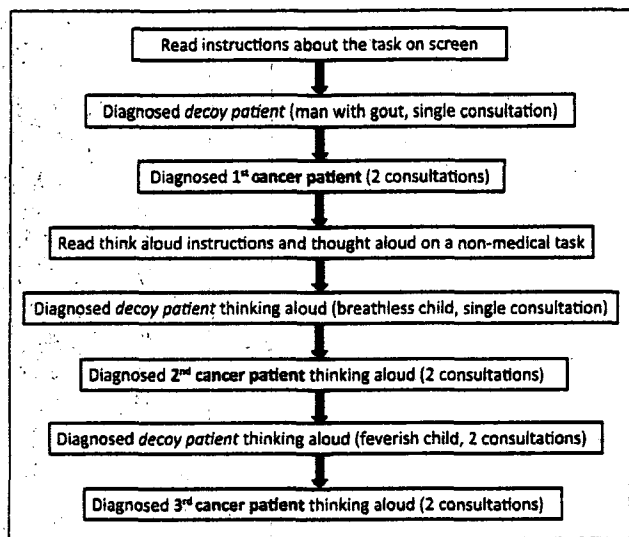 Read instructions about the task on screen
Diagnosed decoy patient (man with gout, single consultation)
Diagnosed 1st cancer patient (2 consultations)
Read think aloud instructions and thought aloud on a non-medical task
Diagnosed decoy patient thinking aloud (breathless child, single consultation)
Diagnosed 2nd cancer patient thinking aloud (2 consultations)
Diagnosed decoy patient thinking aloud (feverish child, 2 consultations)
Diagnosed 3rd cancer patient thinking aloud (2 consultations)